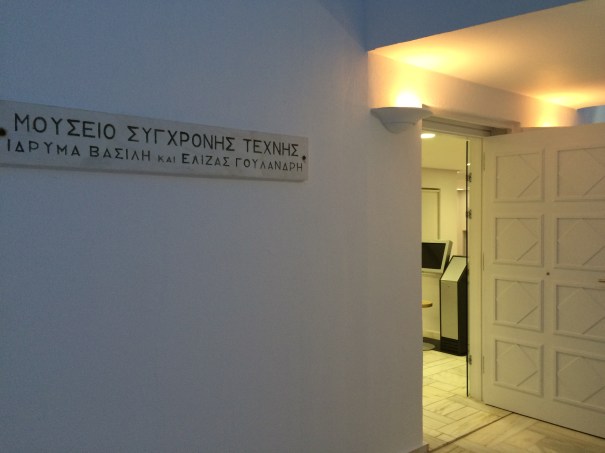 ΜΟΥΣΕΙΟ ΣΥΓΧΡΟΝΗΣ ΤΕΧΝΗΣ
ΙΔΡΥΜΑ ΒΑΣΙΛΗ ΚΑΙ ΕΛΙΖΑΣ ΓΟΥΛΑΝΔΡΗ